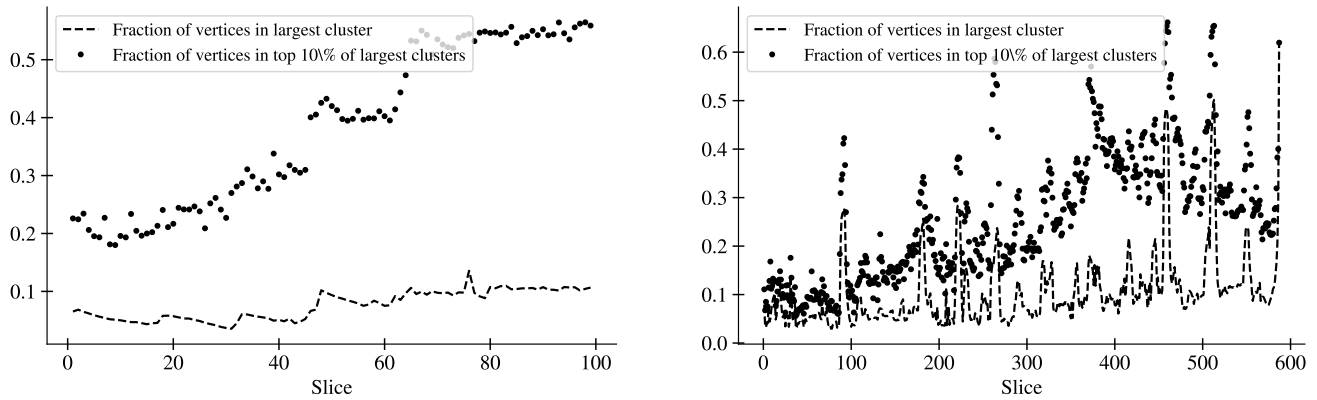 Fraction of vertices in largest cluster
Fraction of vertices in top 10\% of largest clusters
0.5
0.4
0.3
0.2
0.1
0 20 40 60 80 100
Slice
Fraction of vertices in largest cluster
Fraction of vertices in top 10\% of largest clusters
0.6
0.5
0.4
0.3
0.2
0.1
0.0
0 100 200 300 400 500 600
Slice